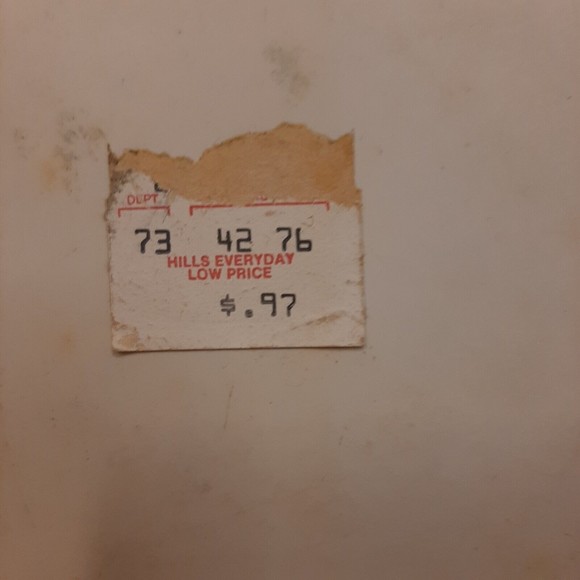 DEPT.
73 42 76
HILLS EVERYDAY
LOW PRICE
$.97